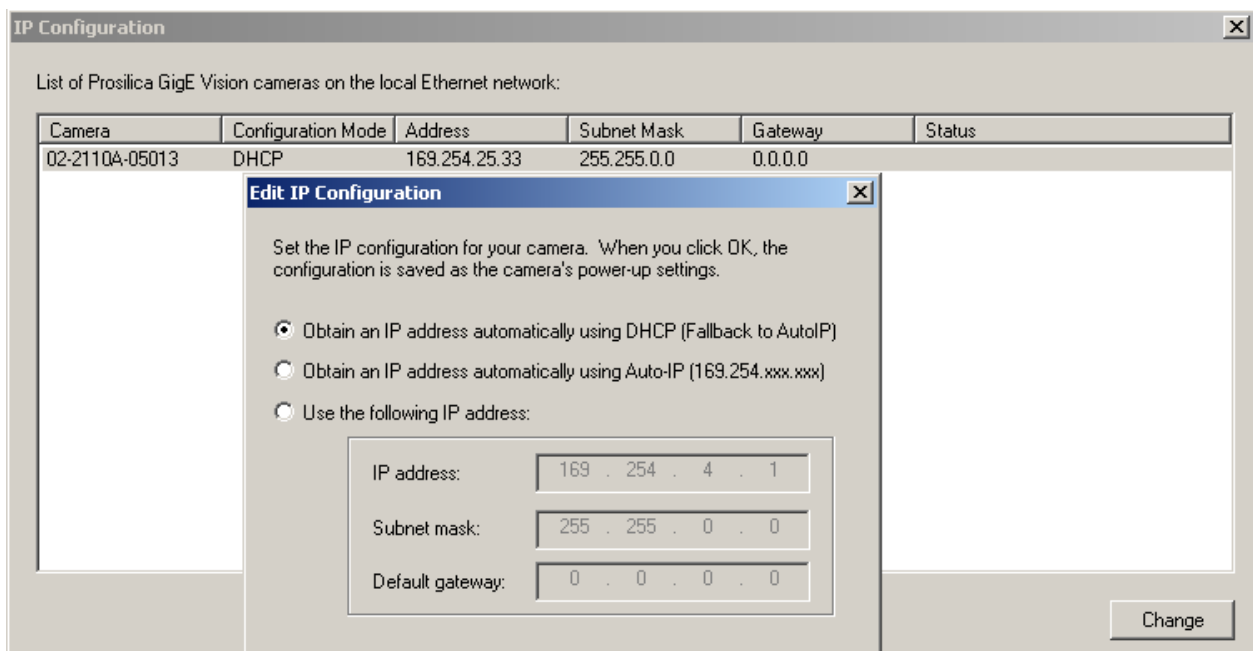 IP Configuration
List of Prosilica GigE Vision cameras on the local Ethernet network:
Camera Configuration Mode Address Subnet Mask Gateway Status
02-2110A-05013 DHCP 169.254.25.33 255.255.0.0 0.0.0.0
Edit IP Configuration
Set the IP configuration for your camera. When you click OK, the
configuration is saved as the camera's power-up settings.
Obtain an IP address automatically using DHCP (Fallback to AutoIP)
Obtain an IP address automatically using Auto-IP (169.254.xxx.xxx)
Use the following IP address:
IP address: 169 . 254 . 4 . 1
Subnet mask: 255 . 255 . 0 . 0
Default gateway: 0 . 0 . 0 . 0
Change